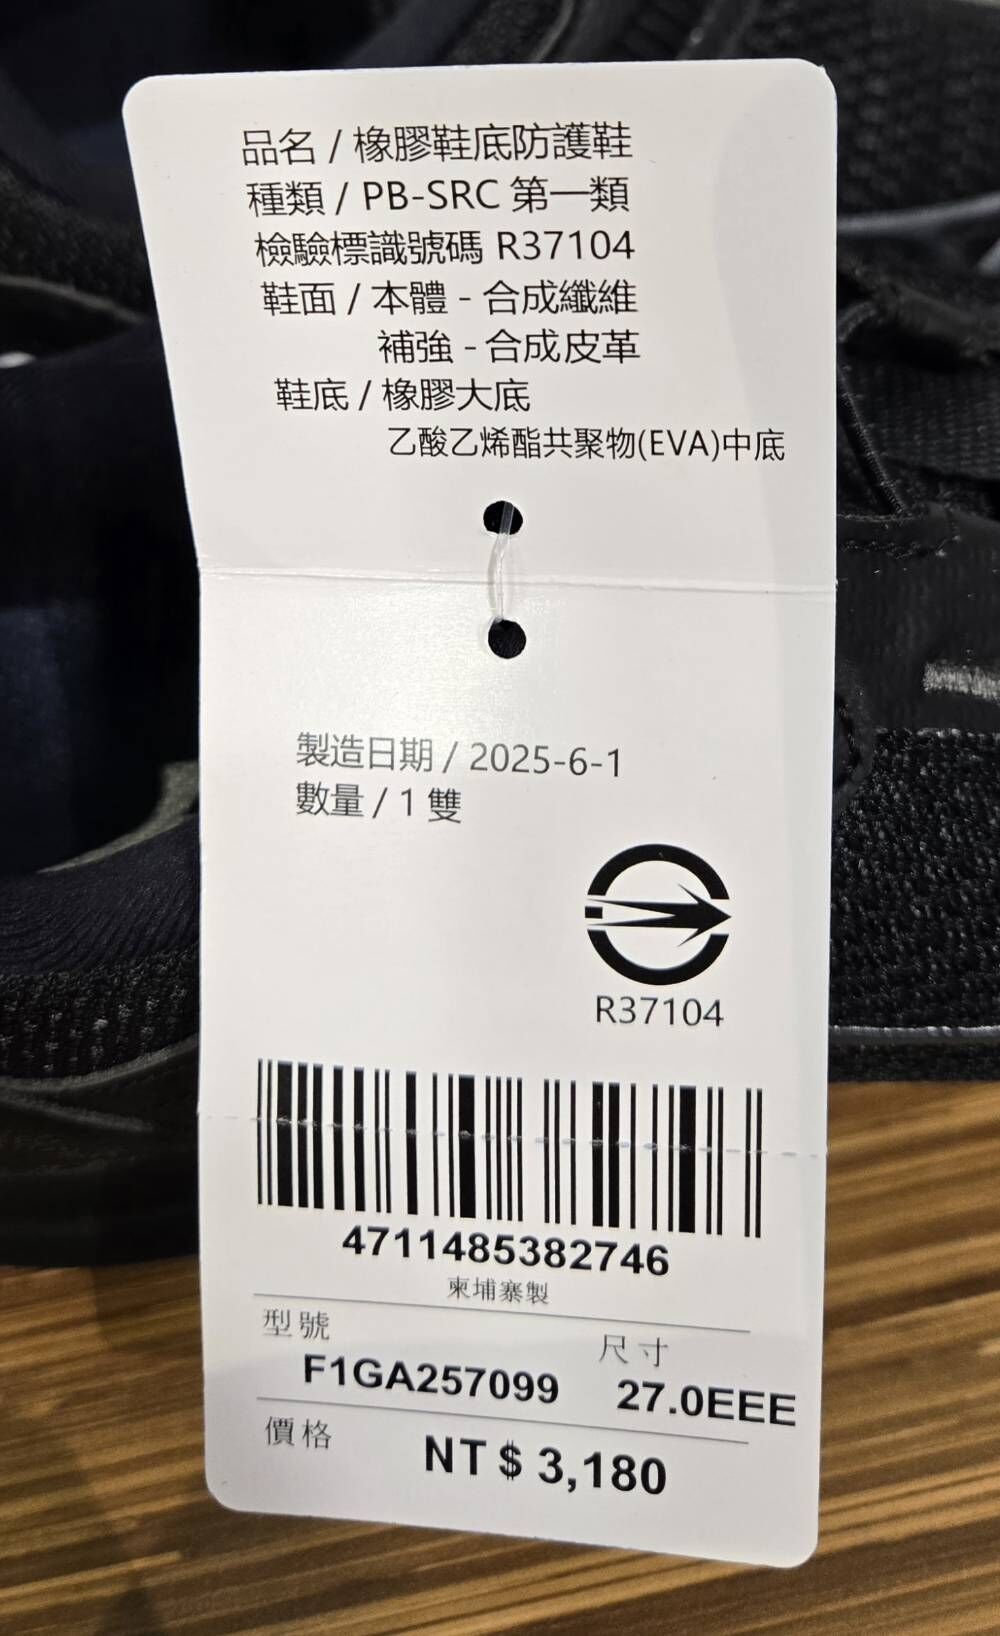 品名 / 橡膠鞋底防護鞋
種類 / PB-SRC 第一類
檢驗標識號碼 R37104
鞋面 / 本體 - 合成纖維
補強 - 合成皮革
鞋底 / 橡膠大底
乙酸乙烯酯共聚物(EVA)中底
製造日期 / 2025-6-1
數量 / 1 雙
R37104
4711485382746
柬埔寨製
型號
尺寸
F1GA257099 27.0EEE
價格
NT$3,180